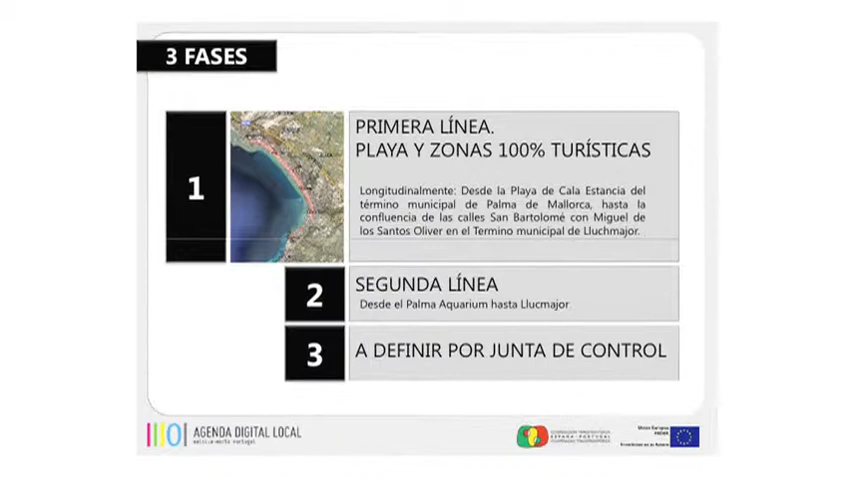 3 FASES
1
PRIMERA LÍNEA.
PLAYA Y ZONAS 100% TURÍSTICAS
Longitudinalmente: Desde la Playa de Cala Estancia del
término municipal de Palma de Mallorca, hasta la
confluencia de las calles San Bartolomé con Miguel de
los Santos Oliver en el Termino municipal de Lluchmajor.
2
SEGUNDA LÍNEA
Desde el Palma Aquarium hasta Llucmajor
3
A DEFINIR POR JUNTA DE CONTROL
AGENDA DIGITAL LOCAL
ESPAÑA - PORTUGAL